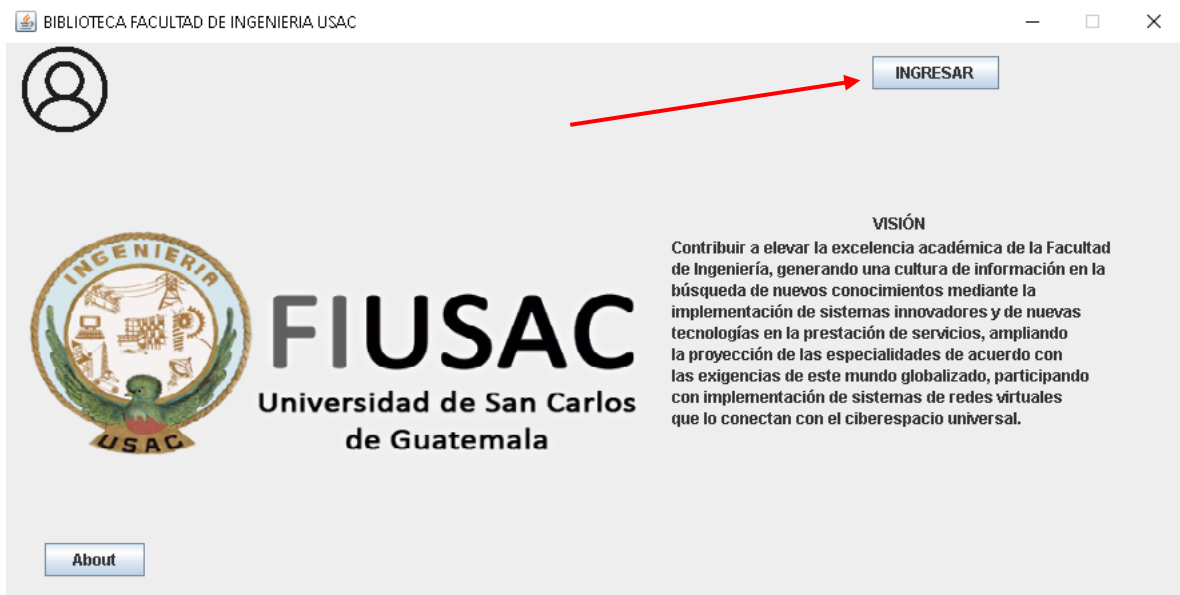 BIBLIOTECA FACULTAD DE INGENIERIA USAC
INGRESAR
INGENIERIA
USAC
FIUSAC
Universidad de San Carlos
de Guatemala
VISIÓN
Contribuir a elevar la excelencia académica de la Facultad
de Ingeniería, generando una cultura de información en la
búsqueda de nuevos conocimientos mediante la
implementación de sistemas innovadores y de nuevas
tecnologías en la prestación de servicios, ampliando
la proyección de las especialidades de acuerdo con
las exigencias de este mundo globalizado, participando
con implementación de sistemas de redes virtuales
que lo conectan con el ciberespacio universal.
About